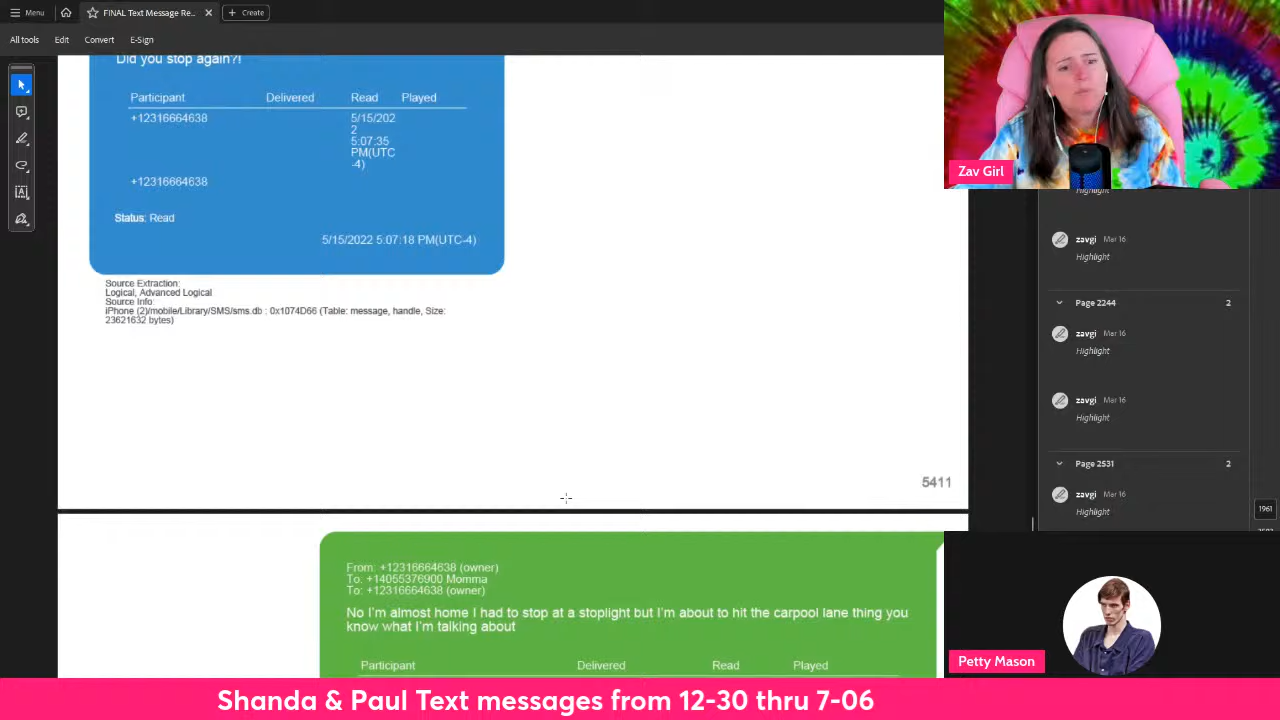 Menu
FINAL Text Message Re...
Create
All tools
Edit
Convert
E-Sign
Did you stop again?!
Participant Delivered Read Played
+12316664638 5/15/202
2
5:07:35
PM(UTC
-4)
+12316664638
Status: Read
5/15/2022 5:07:18 PM(UTC-4)
Source Extraction:
Logical, Advanced Logical
Source Info:
iPhone (2)/mobile/Library/SMS/sms.db : 0x1074D66 (Table: message, handle, Size:
23621632 bytes)
5411
From: +12316664638 (owner)
To: +14055376900 Momma
To: +12316664638 (owner)
No I'm almost home I had to stop at a stoplight but I'm about to hit the carpool lane thing you
know what I'm talking about
Participant Delivered Read Played
Zav Girl
Highlight
zavgi Mar 16
Highlight
Page 2244 2
zavgi Mar 16
Highlight
zavgi Mar 16
Highlight
Page 2531 2
zavgi Mar 16
Highlight
1961
Petty Mason
Shanda & Paul Text messages from 12-30 thru 7-06